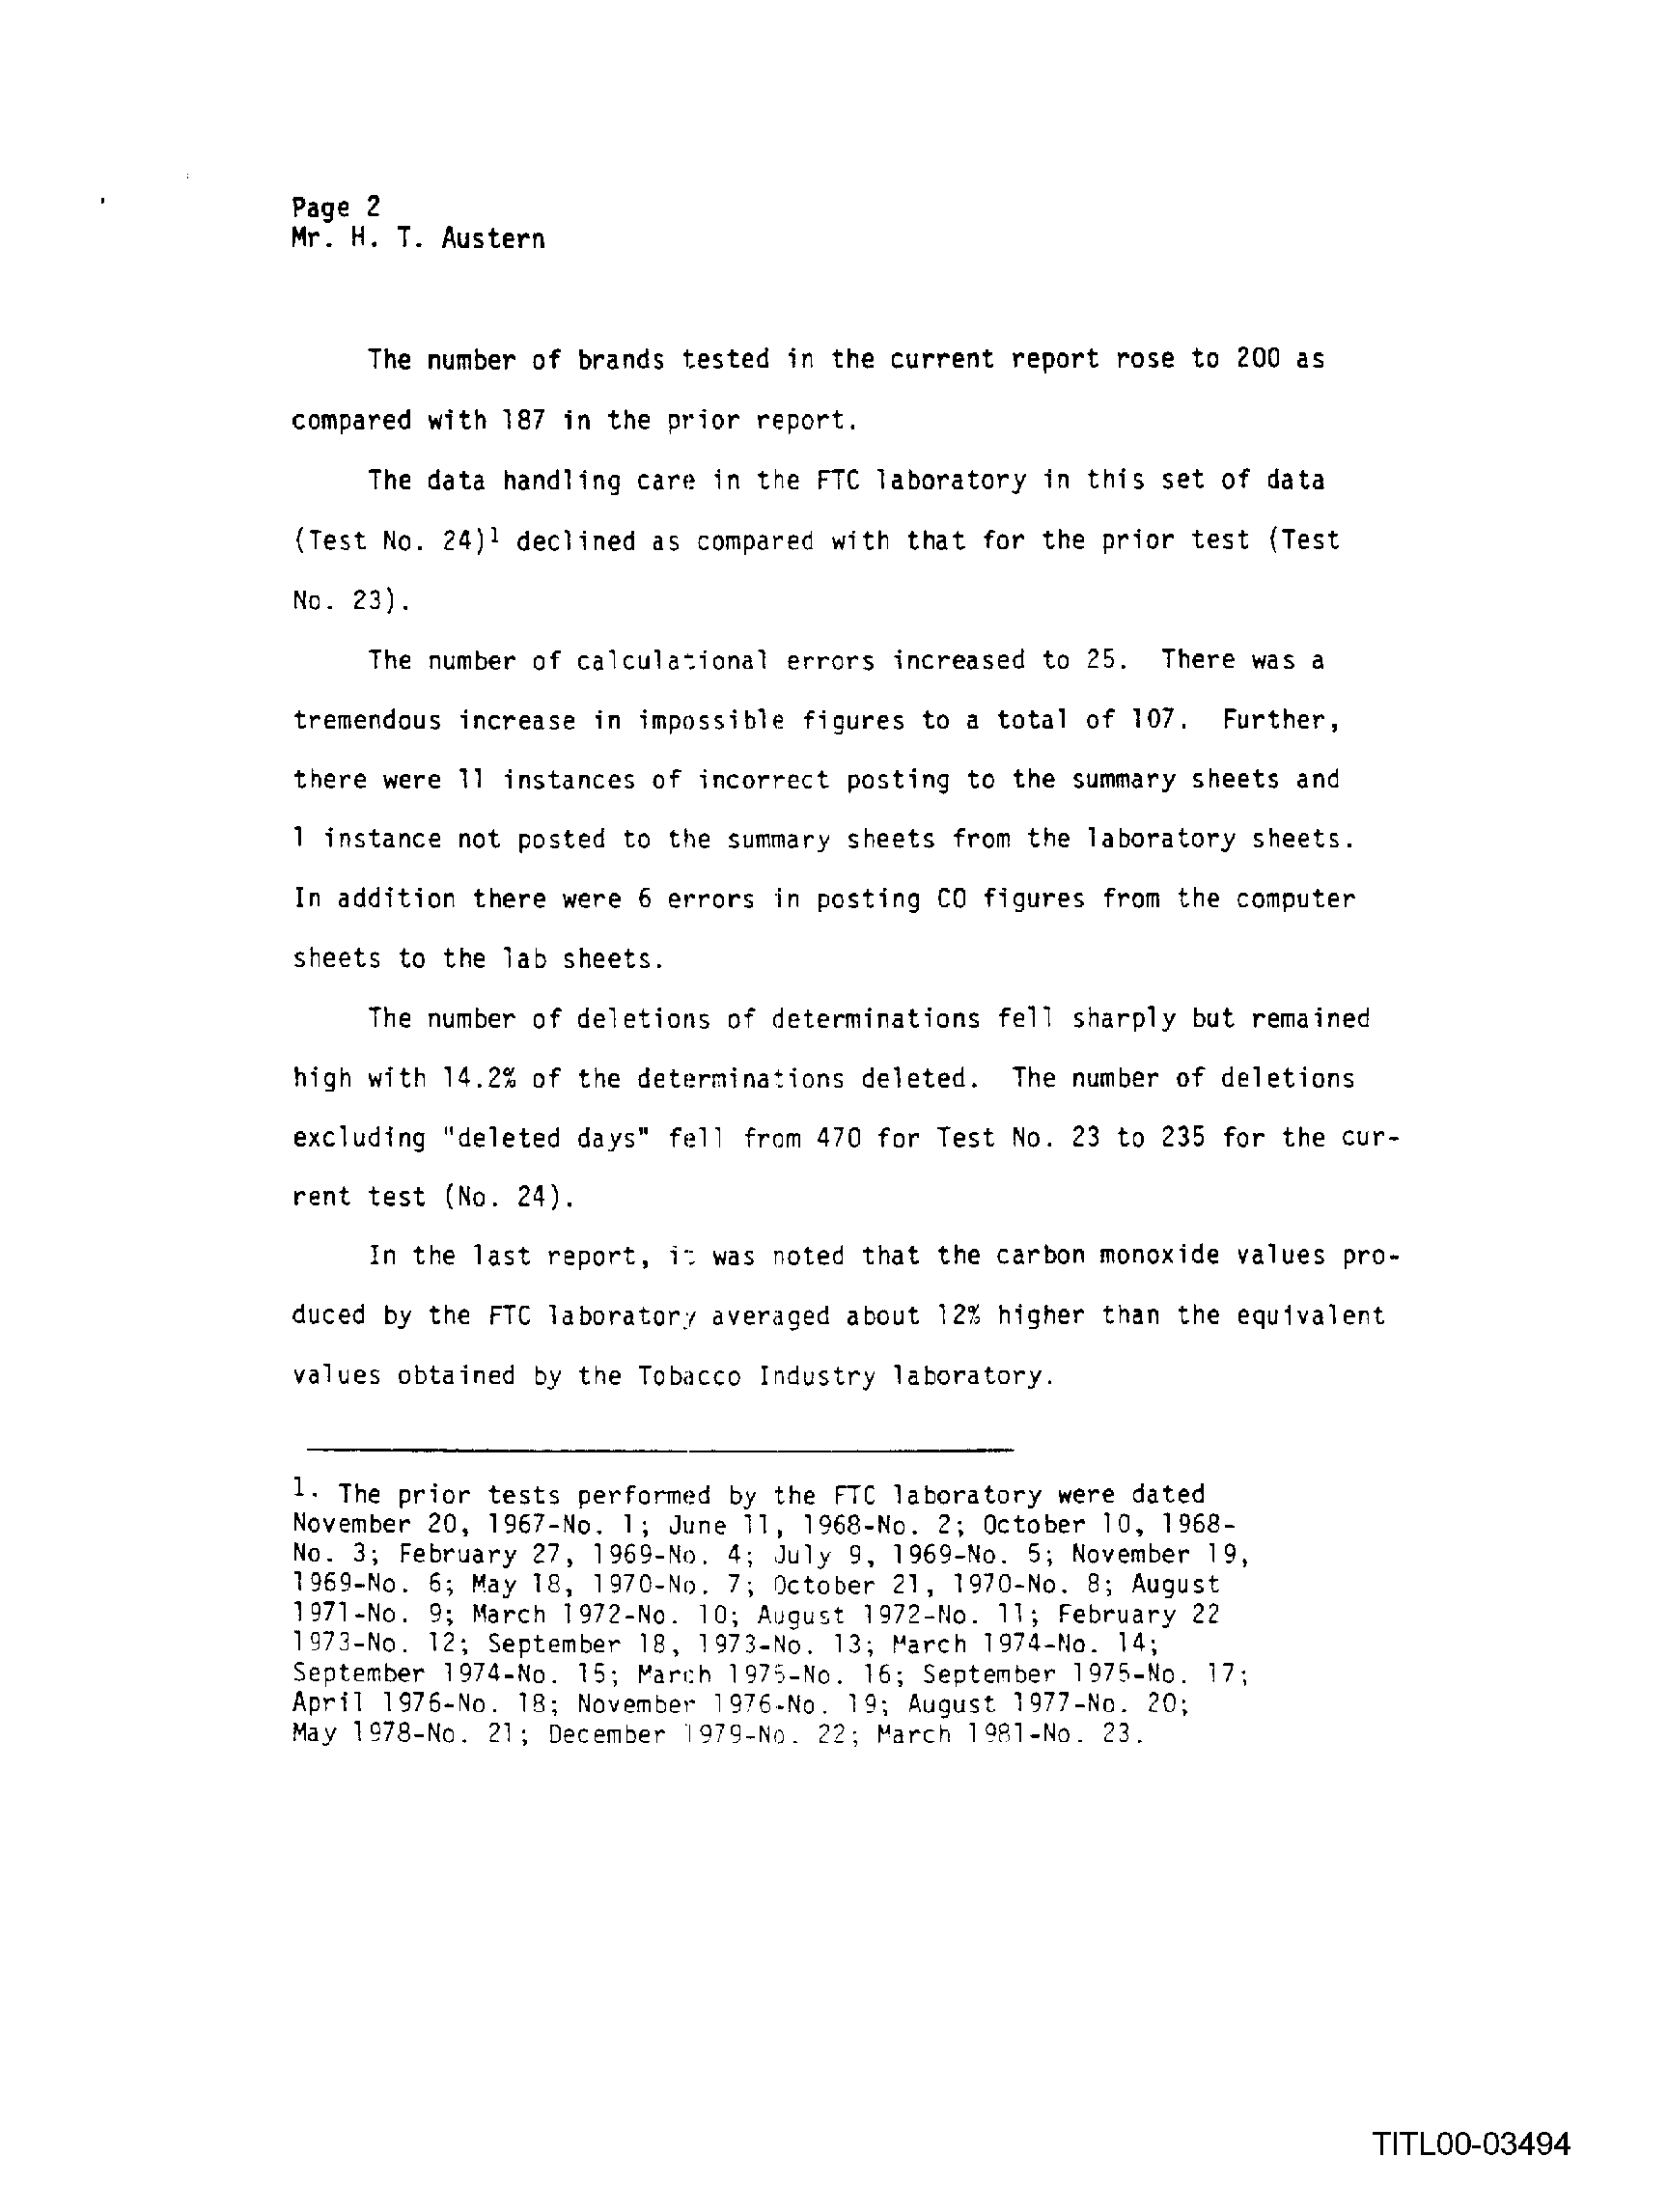 Page 2
Mr. H. T. Austern
The number of brands tested in the current report rose to 200 as
compared with 187 in the prior report.
The data handling care in the FTC laboratory in this set of data
(Test No. 24)1 declined as compared with that for the prior test (Test
No. 23).
The number of calculational errors increased to 25. There was a
tremendous increase in impossible figures to a total of 107. Further,
there were 11 instances of incorrect posting to the summary sheets and
1 instance not posted to the summary sheets from the laboratory sheets.
In addition there were 6 errors in posting CO figures from the computer
sheets to the lab sheets.
The number of deletions of determinations fell sharply but remained
high with 14.2% of the determinations deleted. The number of deletions
excluding "deleted days" fell from 470 for Test No. 23 to 235 for the cur-
rent test (No. 24).
In the last report, it was noted that the carbon monoxide values pro-
duced by the FTC laboratory averaged about 12% higher than the equivalent
values obtained by the Tobacco Industry laboratory.
1. The prior tests performed by the FTC laboratory were dated
November 20, 1967-No. 1; June 11, 1968-No. 2; October 10, 1968-
No. 3; February 27, 1969-No. 4; July 9, 1969-No. 5; November 19,
1969-No. 6; May 18, 1970-No. 7; October 21, 1970-No. 8; August
1971-No. 9; March 1972-No. 10; August 1972-No. 11; February 22
1973-No. 12; September 18, 1973-No. 13; March 1974-No. 14;
September 1974-No. 15; March 1975-No. 16; September 1975-No. 17;
April 1976-No. 18; November 1976-No. 19; August 1977-No. 20;
May 1978-No. 21; December 1979-No. 22; March 1981-No. 23.
TITL00-03494